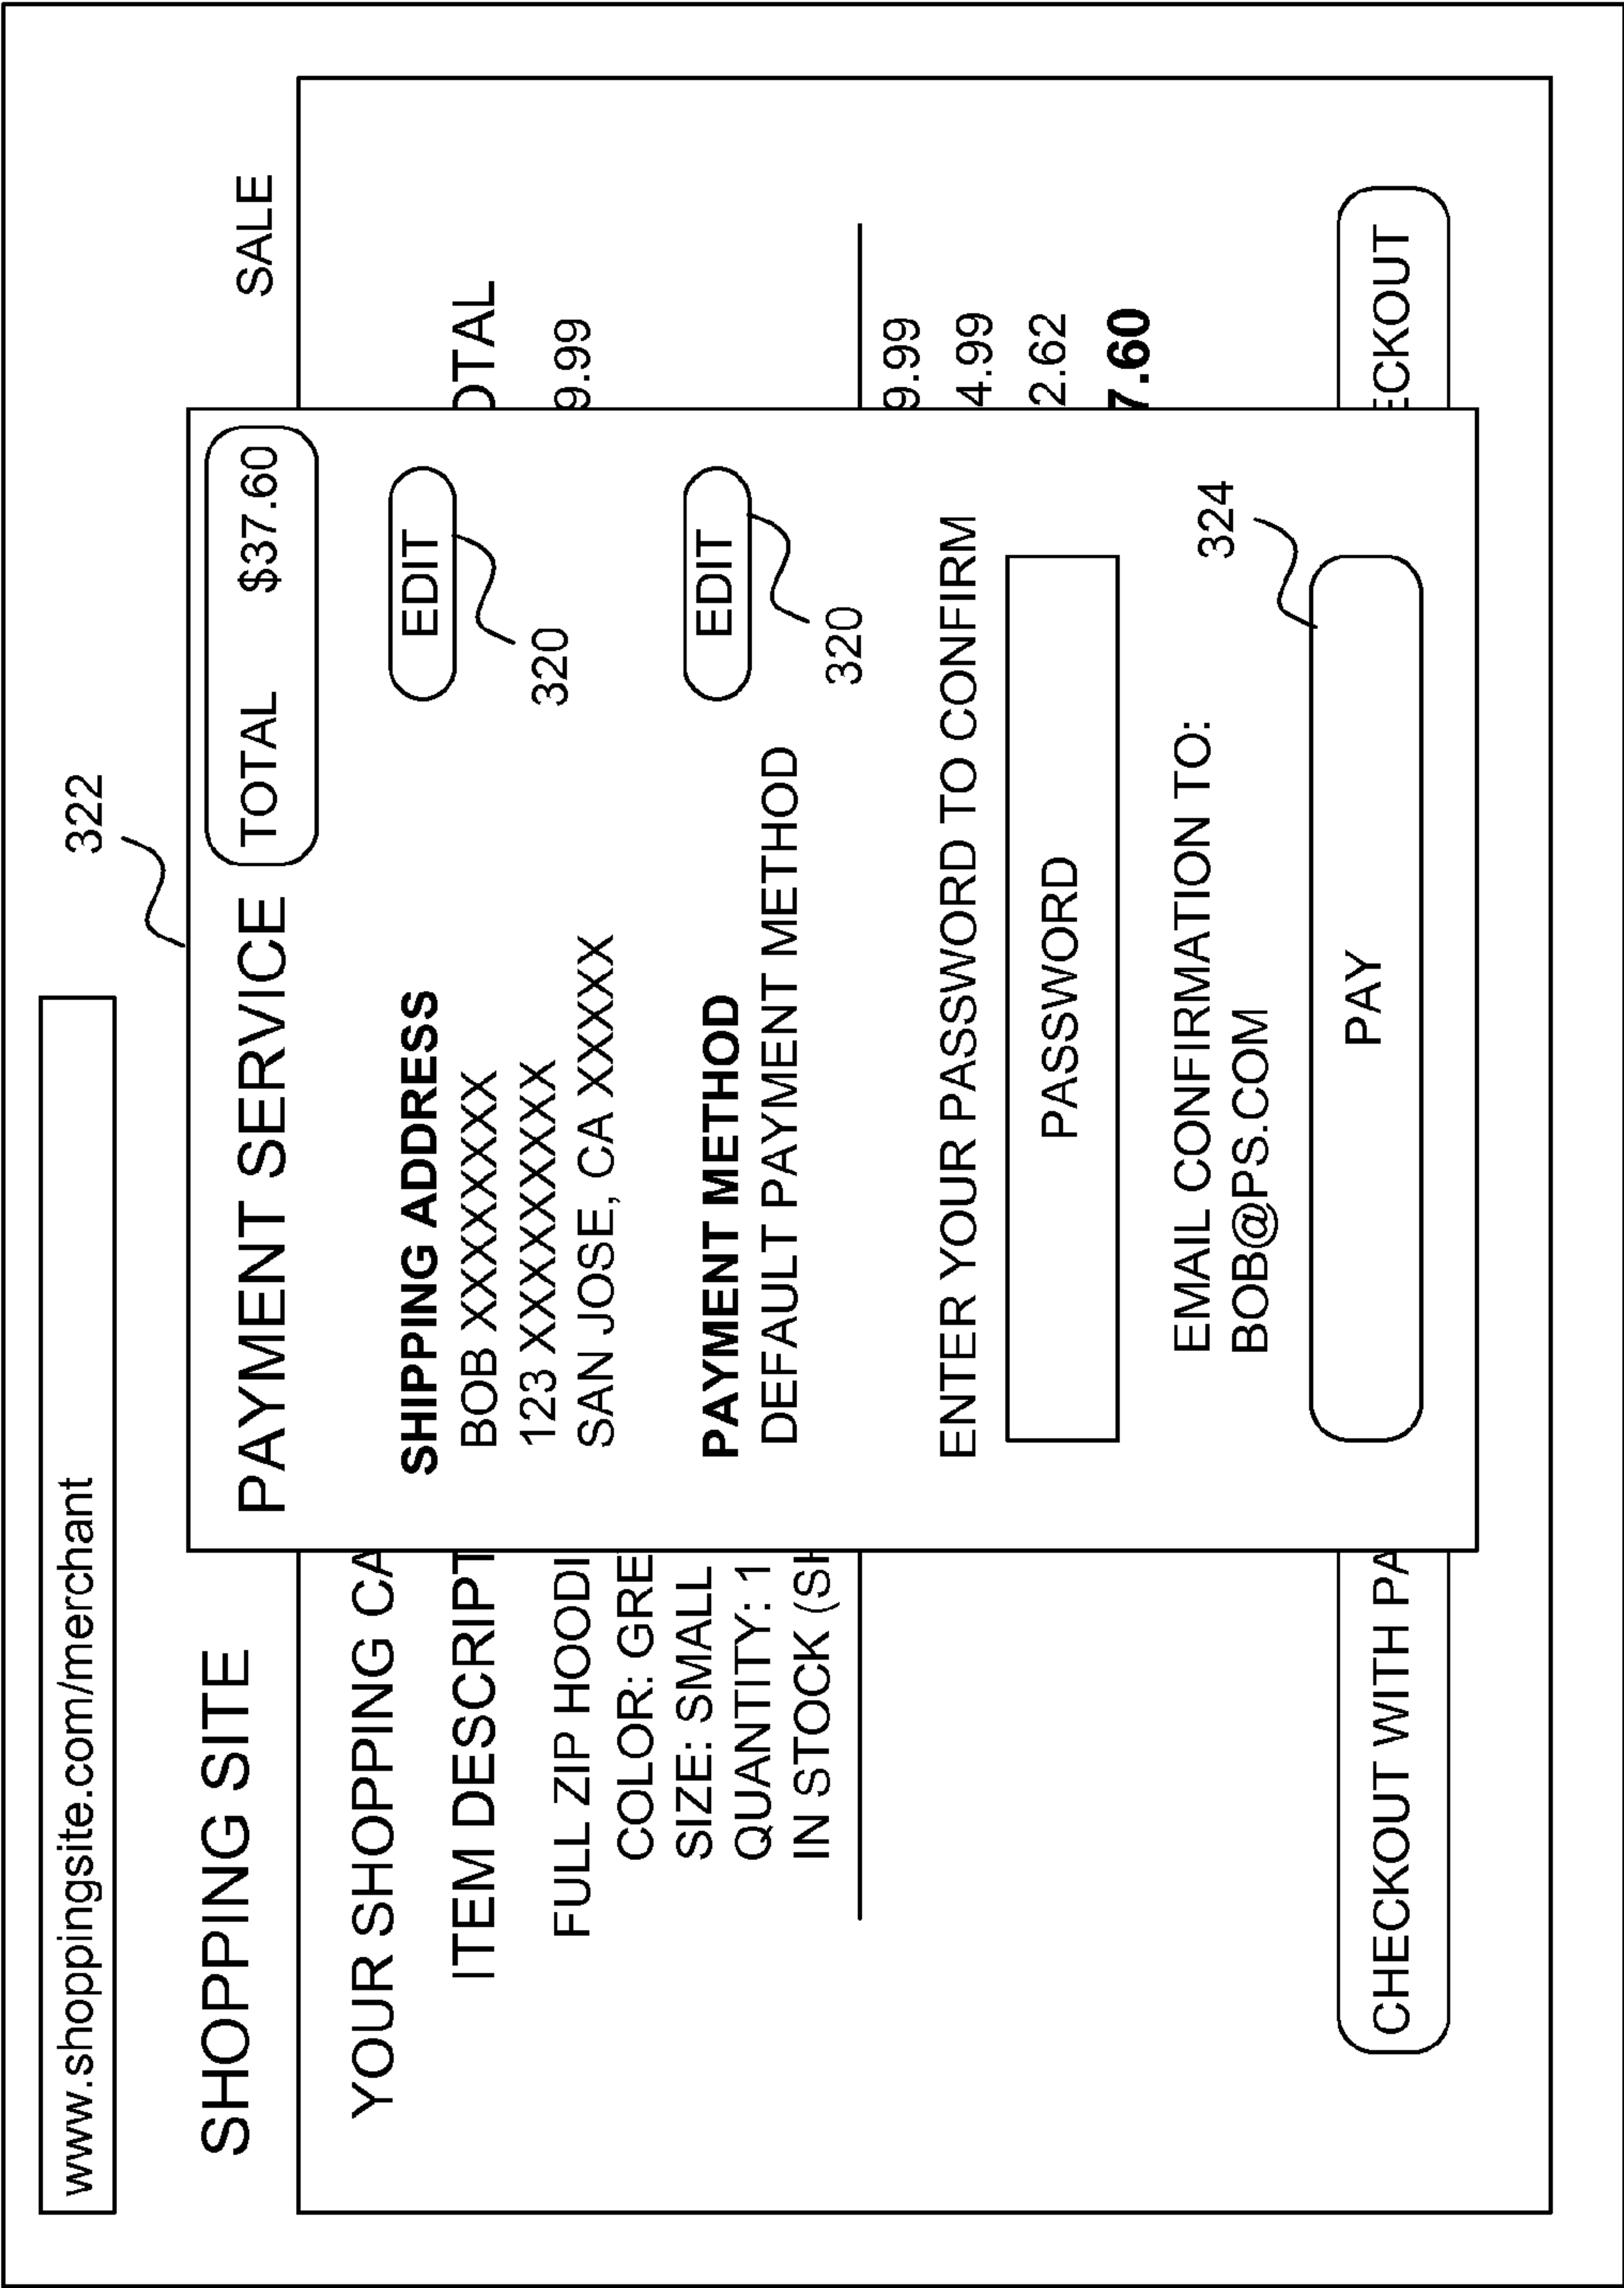 www.shoppingsite.com/merchant
322
SHOPPING SITE
SALE
PAYMENT SERVICE TOTAL $37.60
YOUR SHOPPING CA
SHIPPING ADDRESS EDIT
BOB XXXXXXXXX
123 XXXXXXXXXX
SAN JOSE, CA XXXXX
320
ITEM DESCRIPT
OTAL
FULL ZIP HOODI
9.99
COLOR: GRE
SIZE: SMALL
QUANTITY: 1
IN STOCK (SH
PAYMENT METHOD EDIT
DEFAULT PAYMENT METHOD
320
9.99
4.99
2.62
7.60
ENTER YOUR PASSWORD TO CONFIRM
PASSWORD
EMAIL CONFIRMATION TO:
BOB@PS.COM
324
PAY
CHECKOUT WITH PA
ECKOUT